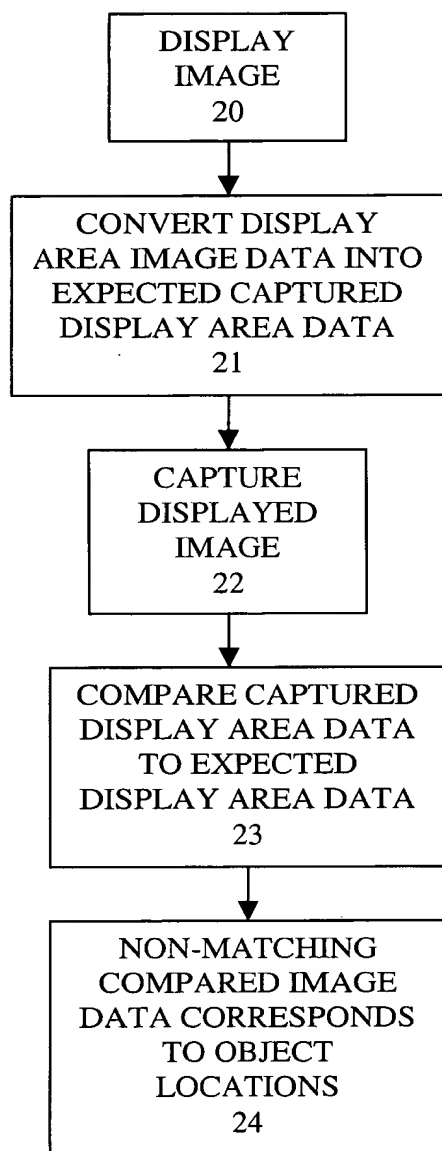 DISPLAY
IMAGE
20
CONVERT DISPLAY
AREA IMAGE DATA INTO
EXPECTED CAPTURED
DISPLAY AREA DATA
21
CAPTURE
DISPLAYED
IMAGE
22
COMPARE CAPTURED
DISPLAY AREA DATA
TO EXPECTED
DISPLAY AREA DATA
23
NON-MATCHING
COMPARED IMAGE
DATA CORRESPONDS
TO OBJECT
LOCATIONS
24